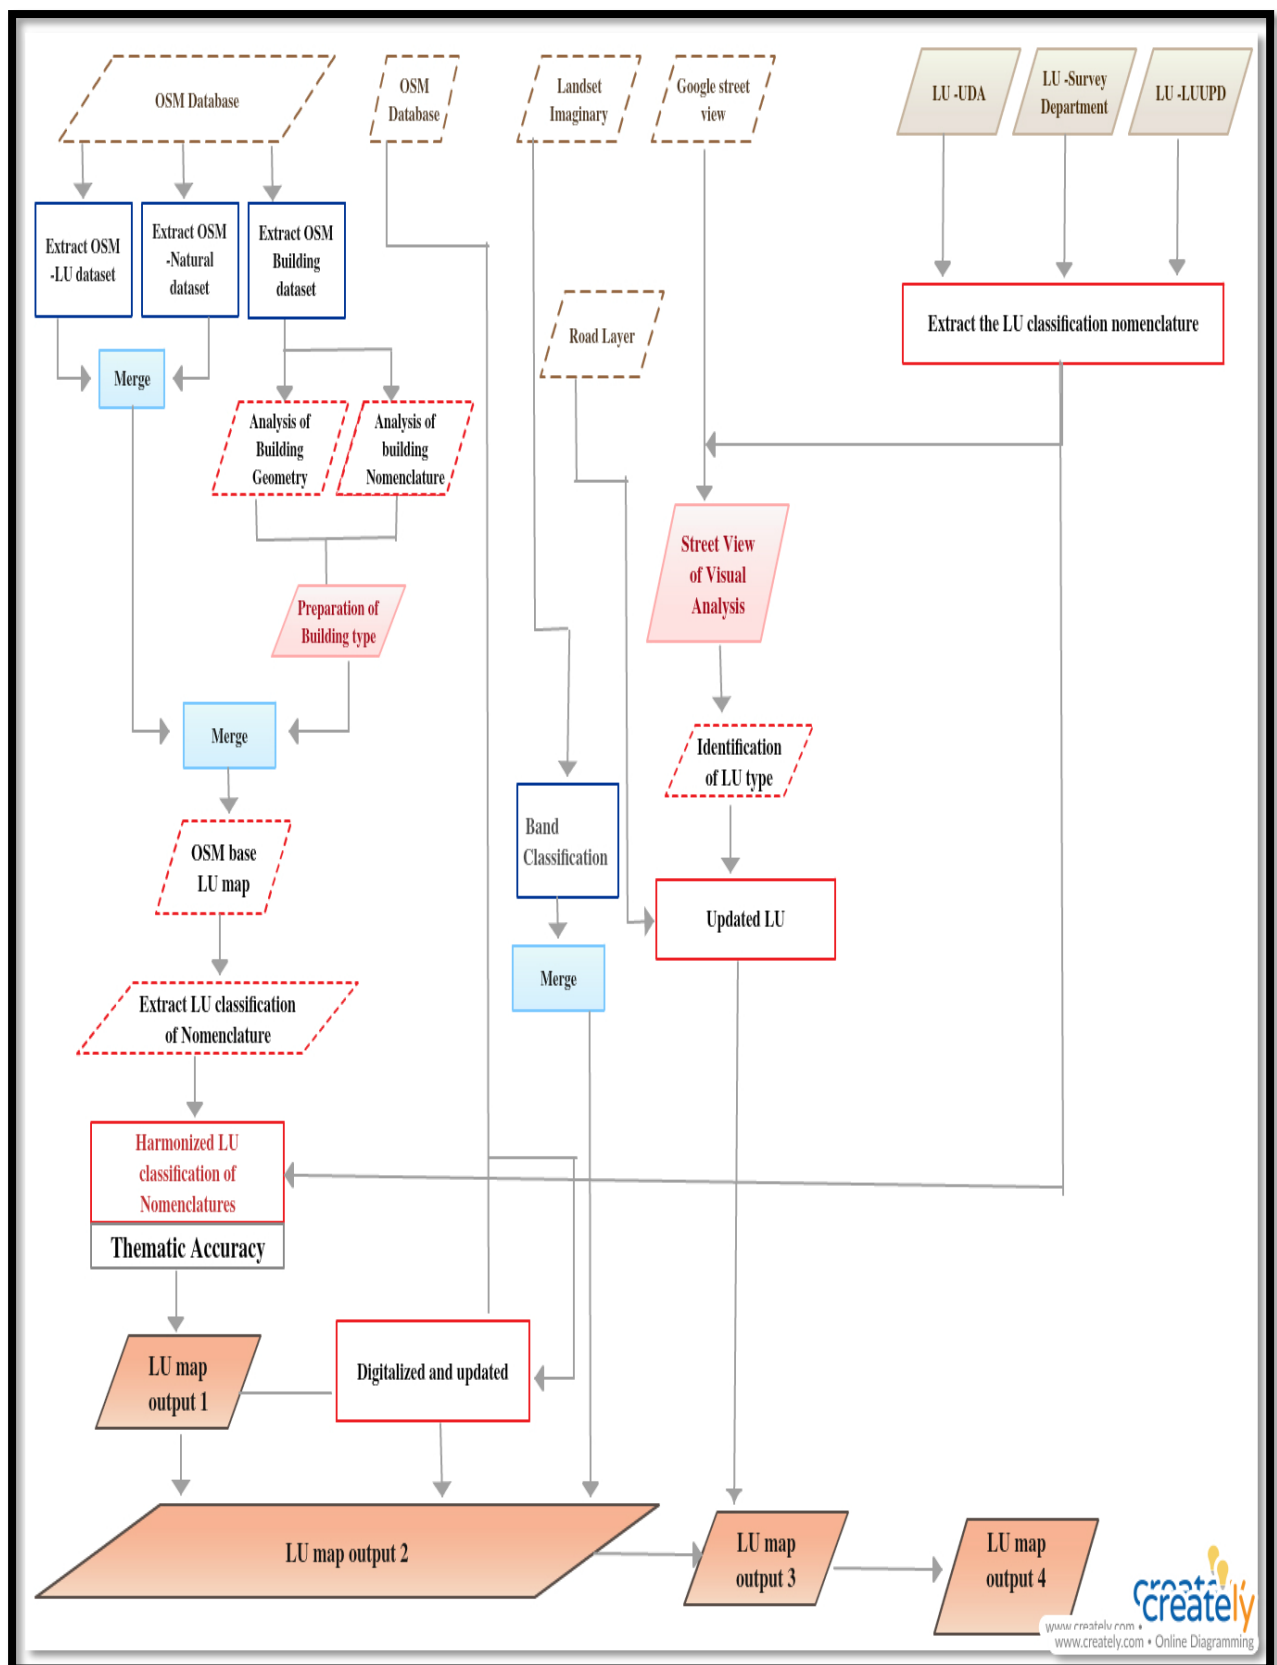 OSM Database
OSM
Database
Landset
Imaginary
Google street
view
LU -UDA
LU -Survey
Department
LU -LUUPD
Extract OSM
-LU dataset
Extract OSM
-Natural
dataset
Extract OSM
Building
dataset
Road Layer
Extract the LU classification nomenclature
Merge
Analysis of
Building
Geometry
Analysis of
building
Nomenclature
Street View
of Visual
Analysis
Preparation of
Building type
Merge
Identification
of LU type
Band
Classification
OSM base
LU map
Updated LU
Merge
Extract LU classification
of Nomenclature
Harmonized LU
classification of
Nomenclatures
Thematic Accuracy
LU map
output 1
Digitalized and updated
LU map output 2
LU map
output 3
LU map
output 4
creately
creately
www.creately.com •
www.creately.com • Online Diagramming